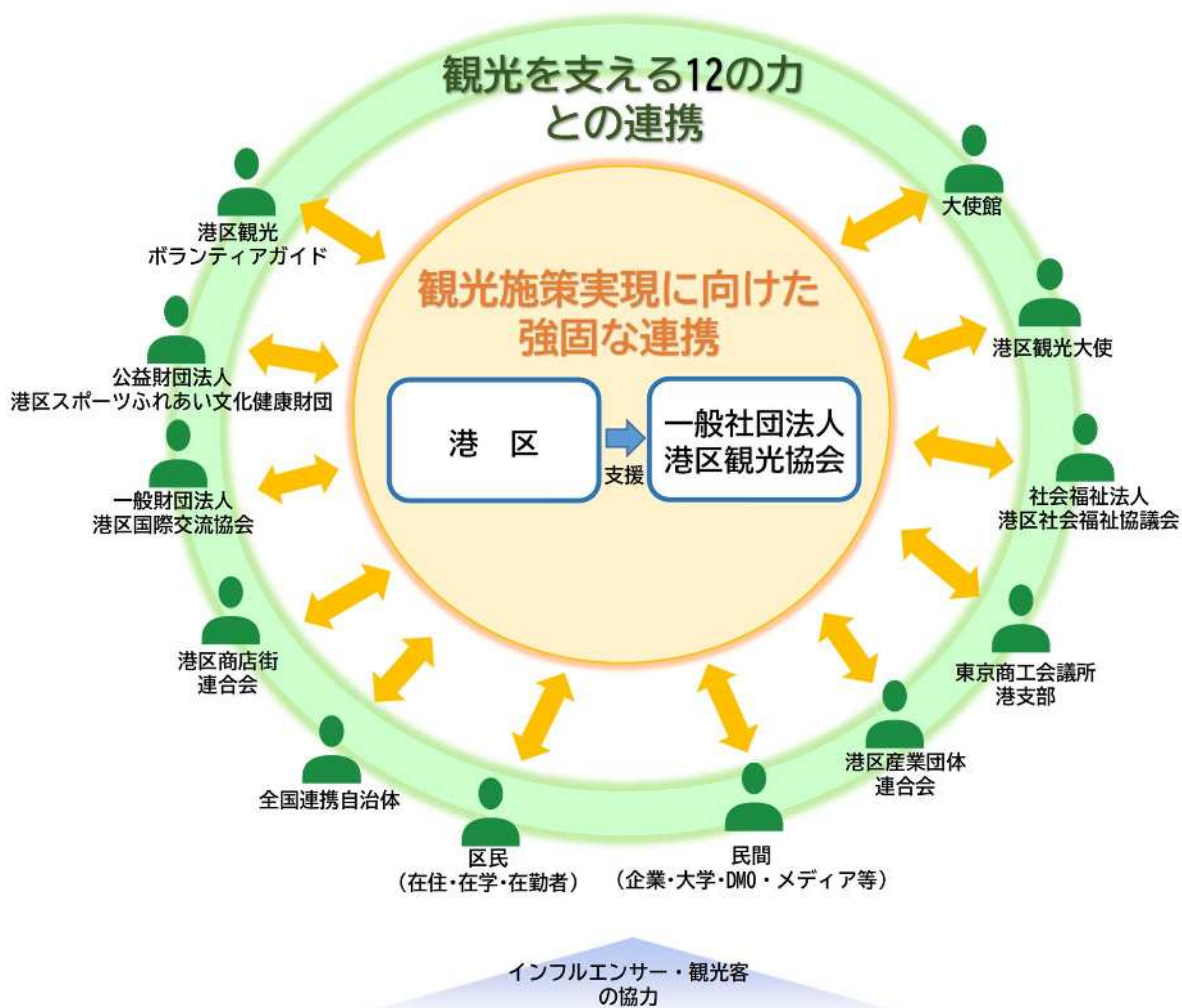 観光を支える12の力
との連携
大使館
港区観光
ボランティアガイド
観光施策実現に向けた
強固な連携
港区観光大使
公益財団法人
港区スポーツふれあい文化健康財団
港　区
支援
一般社団法人
港区観光協会
一般財団法人
港区国際交流協会
社会福祉法人
港区社会福祉協議会
港区商店街
連合会
東京商工会議所
港支部
全国連携自治体
港区産業団体
連合会
区民
（在住・在学・在勤者）
民間
（企業・大学・DMO・メディア等）
インフルエンサー・観光客
の協力